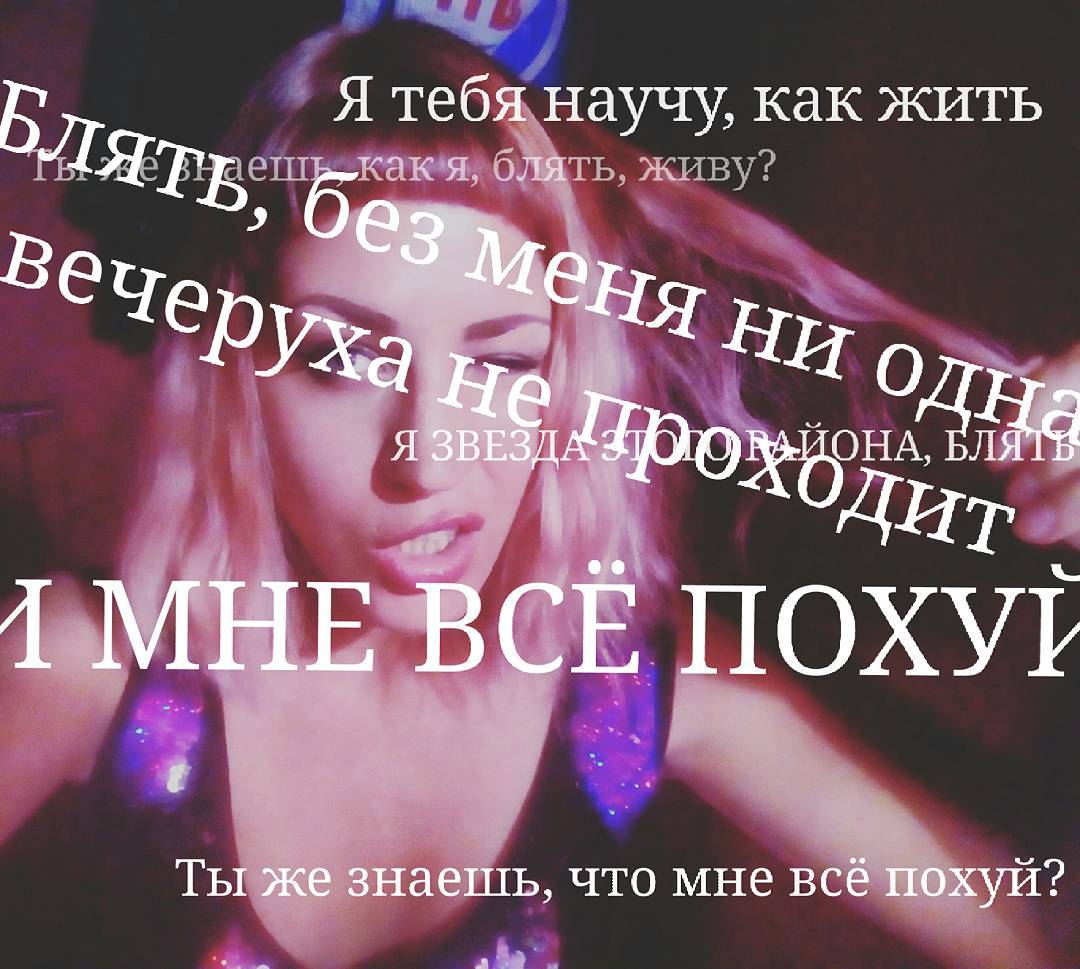 Я тебя научу, как жить
Ты же знаешь, как я, блять, живу?
Блять, без меня ни одна
вечеруха не проходит
Я ЗВЕЗДА ЭТОГО РАЙОНА, БЛЯТЬ
И МНЕ ВСЁ ПОХУЙ
Ты же знаешь, что мне всё похуй?